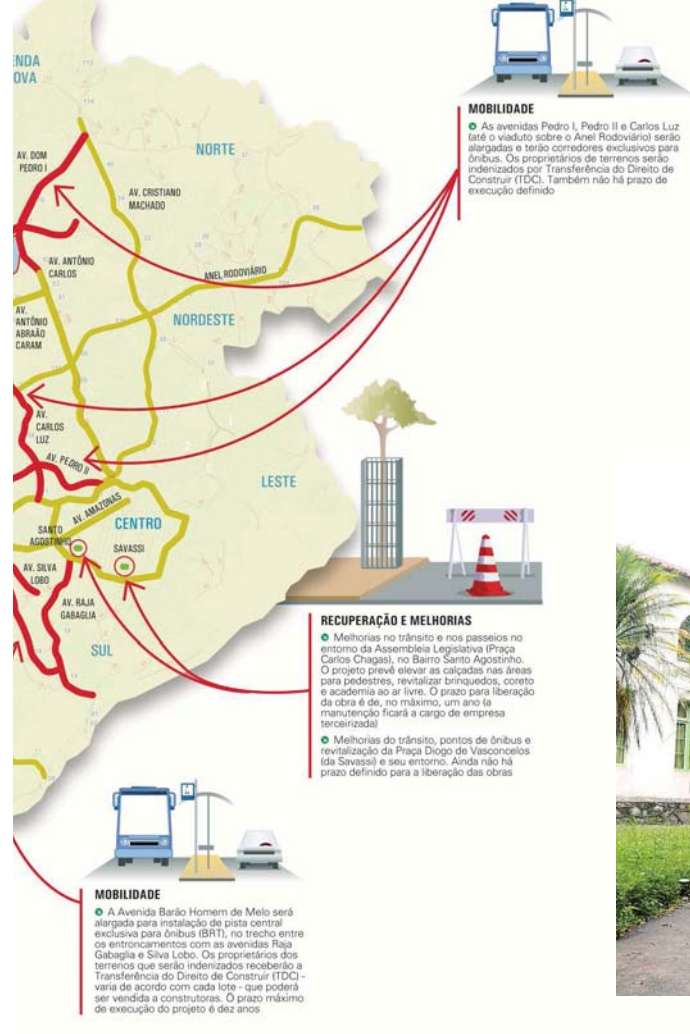 ENDA
OVA
NORTE
AV. DOM
PEDRO I
AV. CRISTIANO
MACHADO
AV. ANTÔNIO
CARLOS
ANEL RODOVIÁRIO
AV.
ANTÔNIO
ABRAÃO
CARAM
NORDESTE
AV.
CARLOS
LUZ
AV. PEDRO II
LESTE
AV. AMAZONAS
CENTRO
SANTO
AGOSTINHO
SAVASSI
AV. SILVA
LOBO
AV. RAJA
GABAGLIA
SUL
MOBILIDADE
As avenidas Pedro I, Pedro II e Carlos Luz
(até o viaduto sobre o Anel Rodoviário) serão
alargadas e terão corredores exclusivos para
ônibus. Os proprietários de terrenos serão
indenizados por Transferência do Direito de
Construir (TDC). Também não há prazo de
execução definido
RECUPERAÇÃO E MELHORIAS
Melhorias no trânsito e nos passeios no
entorno da Assembleia Legislativa (Praça
Carlos Chagas), no Bairro Santo Agostinho.
O projeto prevê elevar as calçadas nas áreas
para pedestres, revitalizar brinquedos, coreto
e academia ao ar livre. O prazo para liberação
da obra é de, no máximo, um ano (a
manutenção ficará a cargo de empresa
terceirizada)
Melhorias do trânsito, pontos de ônibus e
revitalização da Praça Diogo de Vasconcelos
(da Savassi) e seu entorno. Ainda não há
prazo definido para a liberação das obras
MOBILIDADE
A Avenida Barão Homem de Melo será
alargada para instalação de pista central
exclusiva para ônibus (BRT), no trecho entre
os entroncamentos com as avenidas Raja
Gabaglia e Silva Lobo. Os proprietários dos
terrenos que serão indenizados receberão a
Transferência do Direito de Construir (TDC) -
varia de acordo com cada lote - que poderá
ser vendida a construtoras. O prazo máximo
de execução do projeto é dez anos